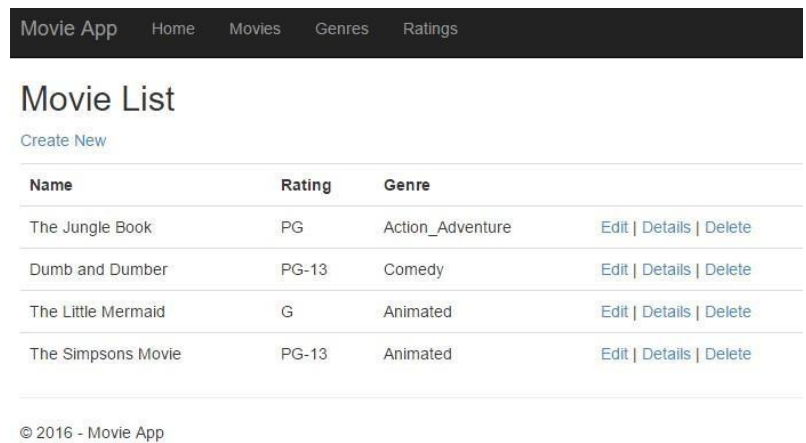 Movie App Home Movies Genres Ratings
Movie List
Create New
Name Rating Genre
The Jungle Book PG Action_Adventure Edit | Details | Delete
Dumb and Dumber PG-13 Comedy Edit | Details | Delete
The Little Mermaid G Animated Edit | Details | Delete
The Simpsons Movie PG-13 Animated Edit | Details | Delete
© 2016 - Movie App